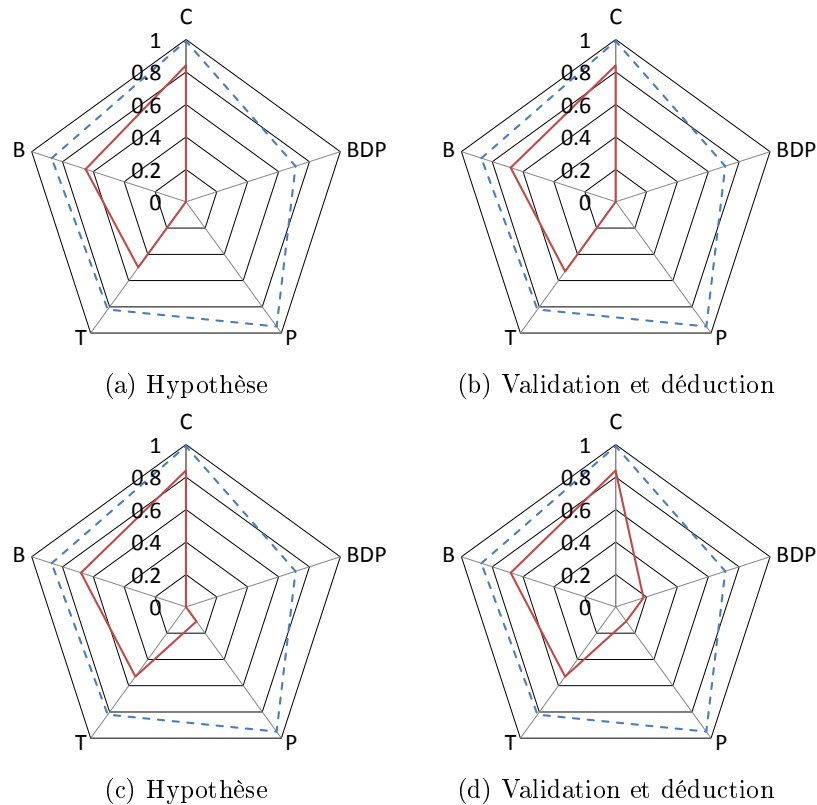 C
1
0.8
0.6
0.4
0.2
0
B
BDP
T
P
(a) Hypothèse
C
1
0.8
0.6
0.4
0.2
0
B
BDP
T
P
(b) Validation et déduction
C
1
0.8
0.6
0.4
0.2
0
B
BDP
T
P
(c) Hypothèse
C
1
0.8
0.6
0.4
0.2
0
B
BDP
T
P
(d) Validation et déduction